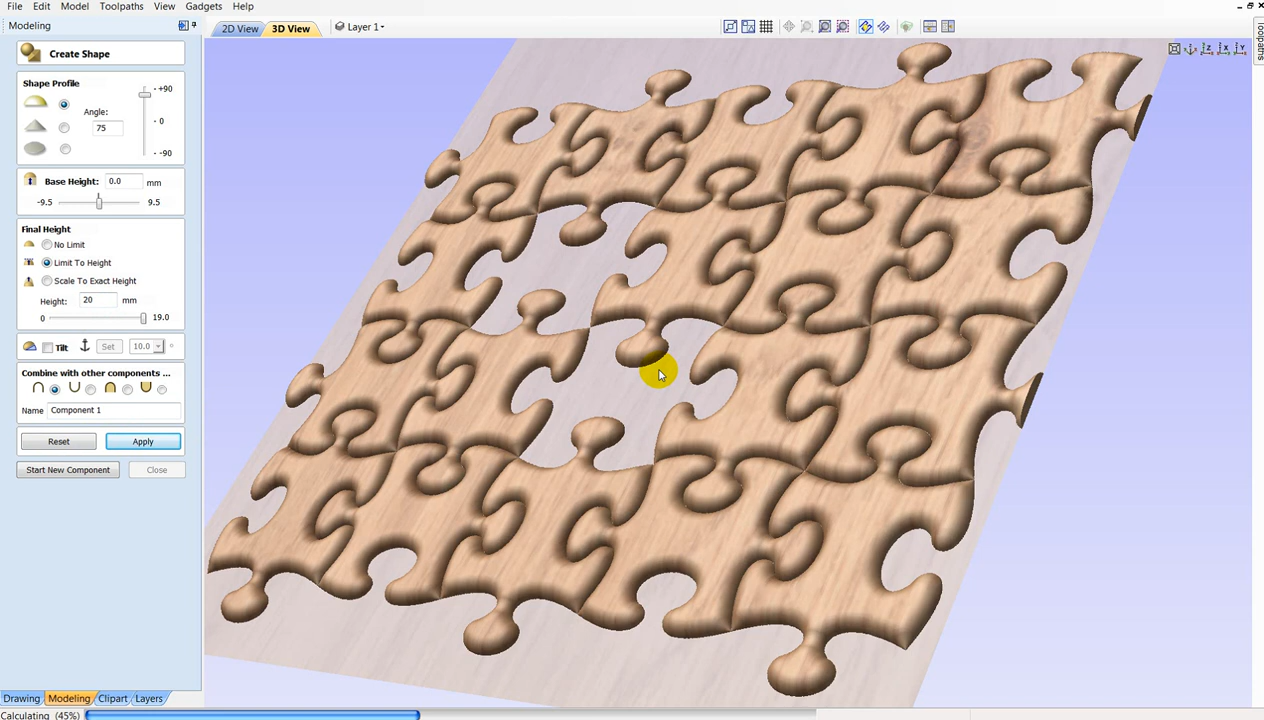 File Edit Model Toolpaths View Gadgets Help
Modeling
2D View 3D View Layer 1
Toolpaths
Create Shape
Shape Profile
+90
Angle:
75
0
-90
Base Height: 0.0 mm
-9.5 9.5
Final Height
No Limit
Limit To Height
Scale To Exact Height
Height: 20 mm
0 19.0
Tilt Set 10.0 °
Combine with other components ...
Name Component 1
Reset Apply
Start New Component Close
Z X Y
Drawing Modeling Clipart Layers
Calculating (45%)